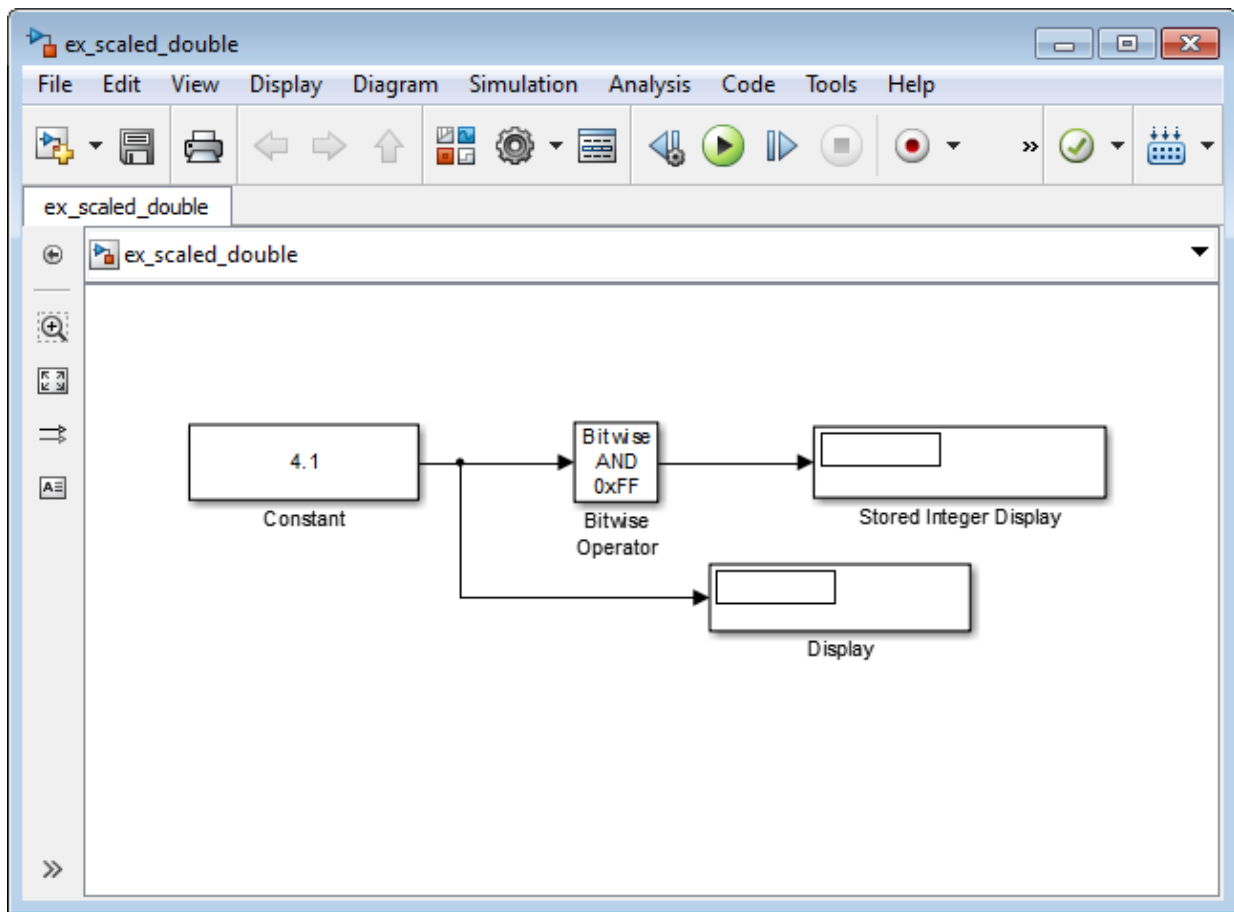 ex_scaled_double
File Edit View Display Diagram Simulation Analysis Code Tools Help
ex_scaled_double
ex_scaled_double
4.1
Constant
Bitwise
AND
0xFF
Bitwise
Operator
Stored Integer Display
Display